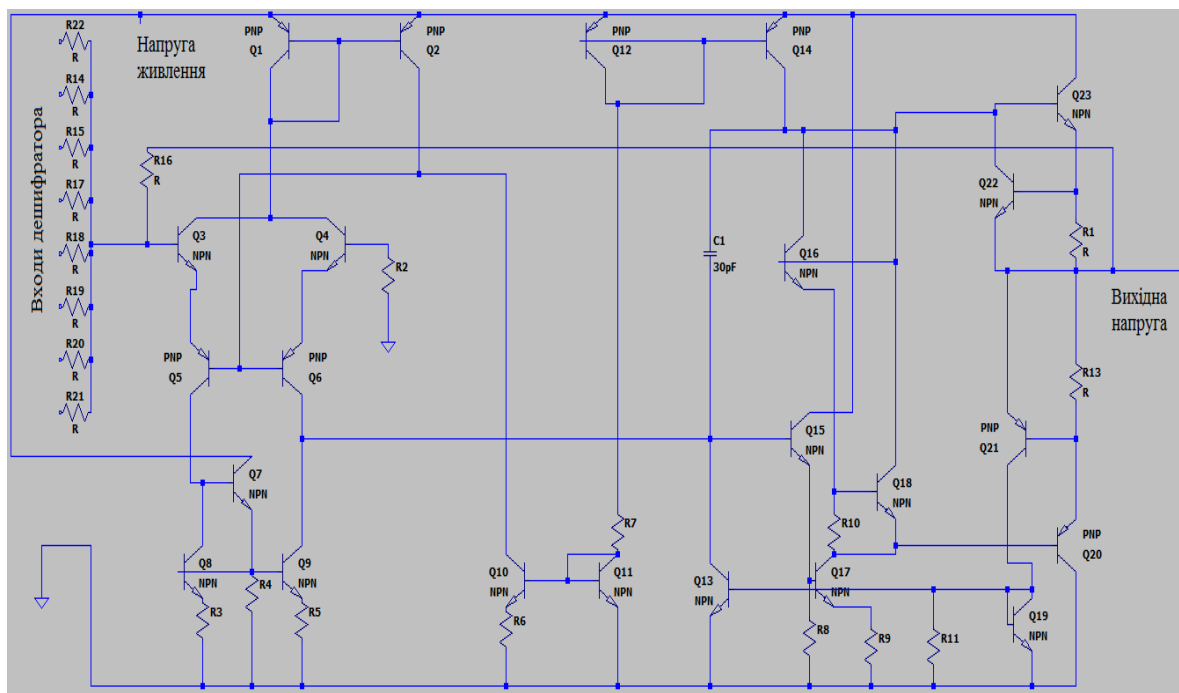 R22
R
R14
R
R15
R
R17
R
R18
R
R19
R
R20
R
R21
R
Входи дешифратора
Напруга
живлення
R16
R
PNP
Q1
PNP
Q2
PNP
Q12
PNP
Q14
Q23
NPN
Q22
NPN
R1
R
Q3
NPN
Q4
NPN
R2
C1
30pF
Q16
NPN
Вихідна
напруга
PNP
Q5
PNP
Q6
R13
R
Q15
NPN
PNP
Q21
Q7
NPN
Q18
NPN
R7
R10
PNP
Q20
Q8
NPN
Q9
NPN
R4
R3
R5
Q10
NPN
R6
Q11
NPN
Q13
NPN
Q17
NPN
R8
R9
R11
Q19
NPN